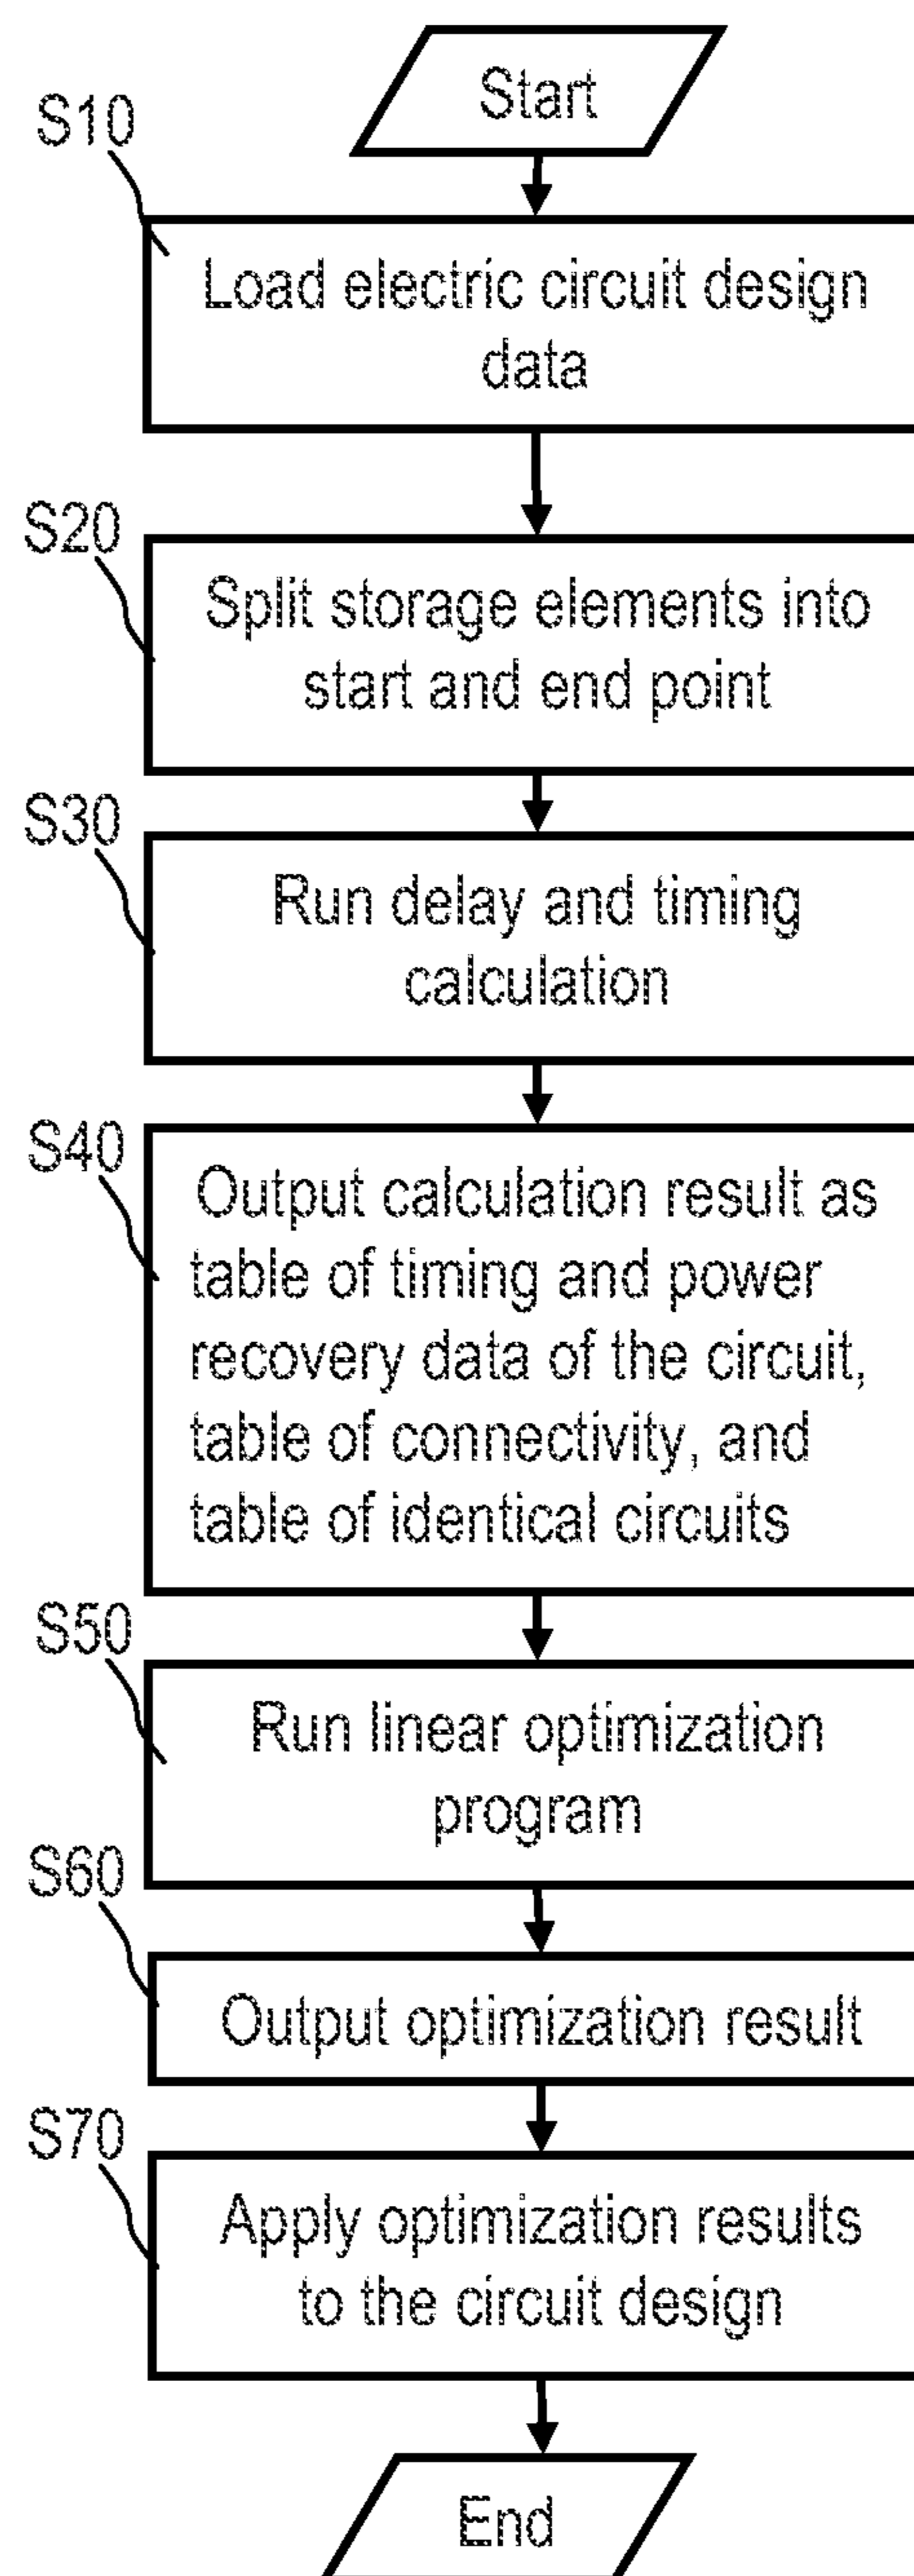 Start
S10
Load electric circuit design
data
S20
Split storage elements into
start and end point
S30
Run delay and timing
calculation
S40
Output calculation result as
table of timing and power
recovery data of the circuit,
table of connectivity, and
table of identical circuits
S50
Run linear optimization
program
S60
Output optimization result
S70
Apply optimization results
to the circuit design
End